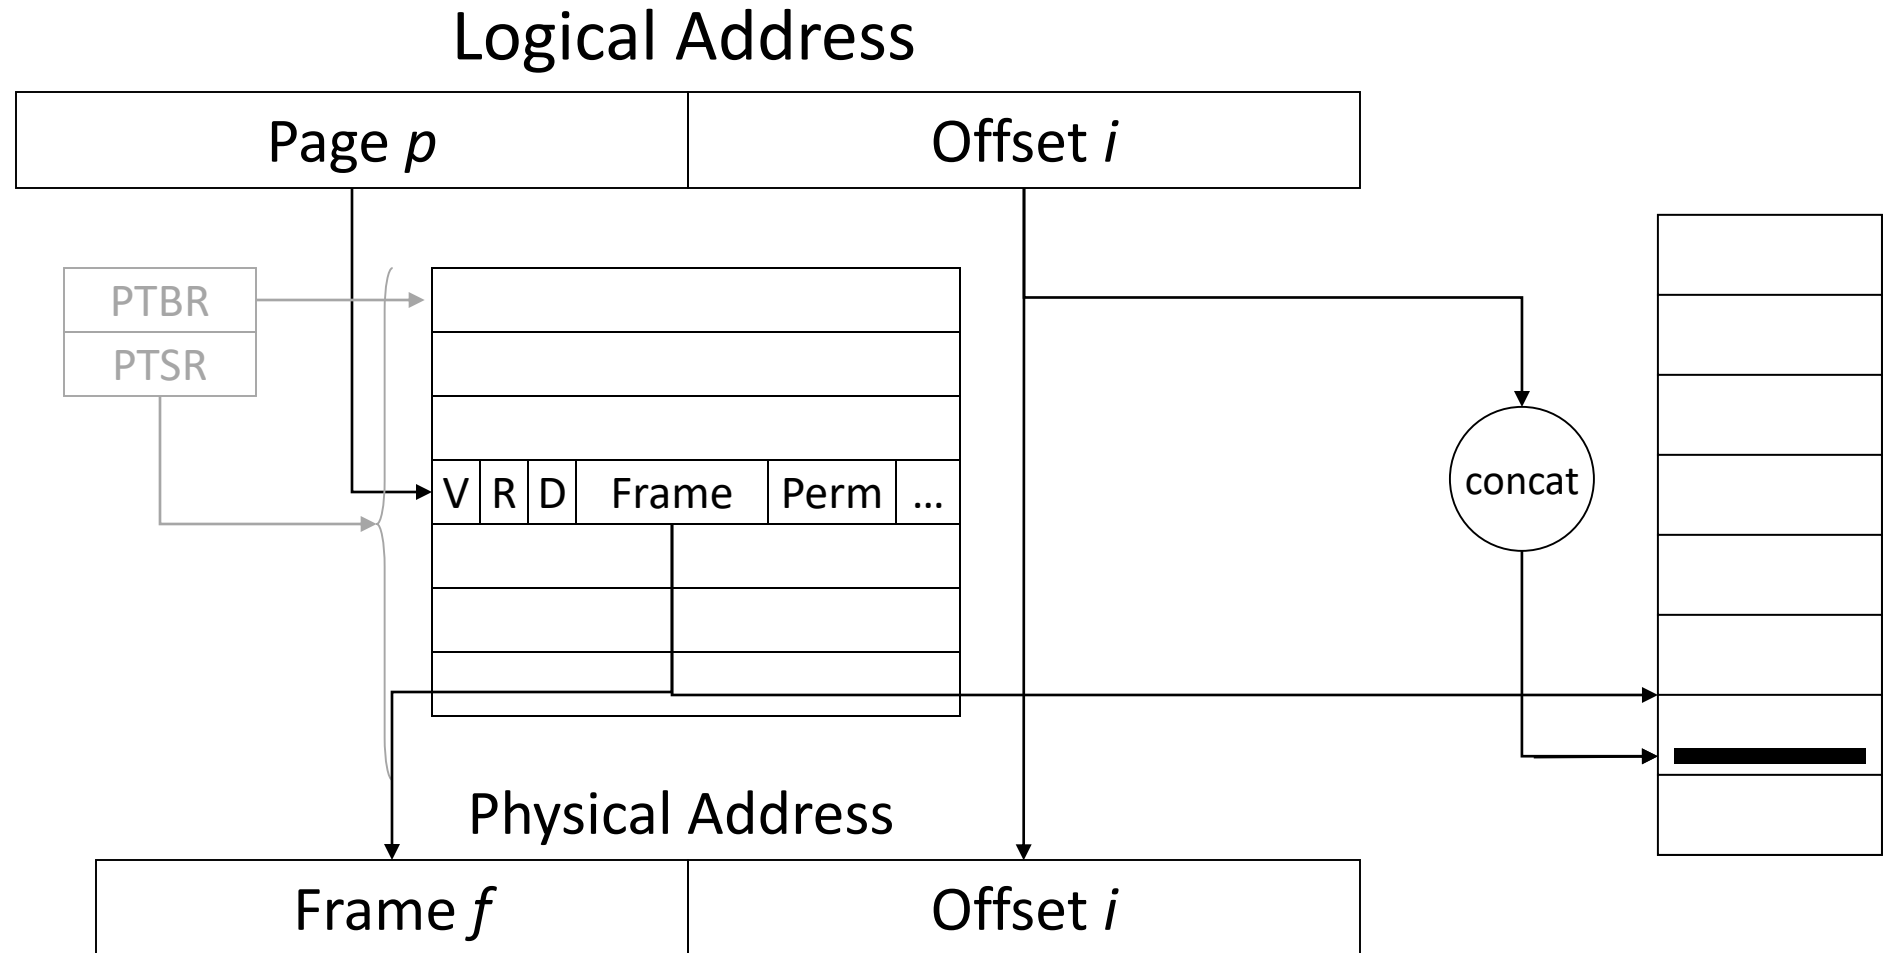 Logical Address
Page p
Offset i
PTBR
PTSR
V R D Frame Perm ...
concat
Physical Address
Frame f
Offset i